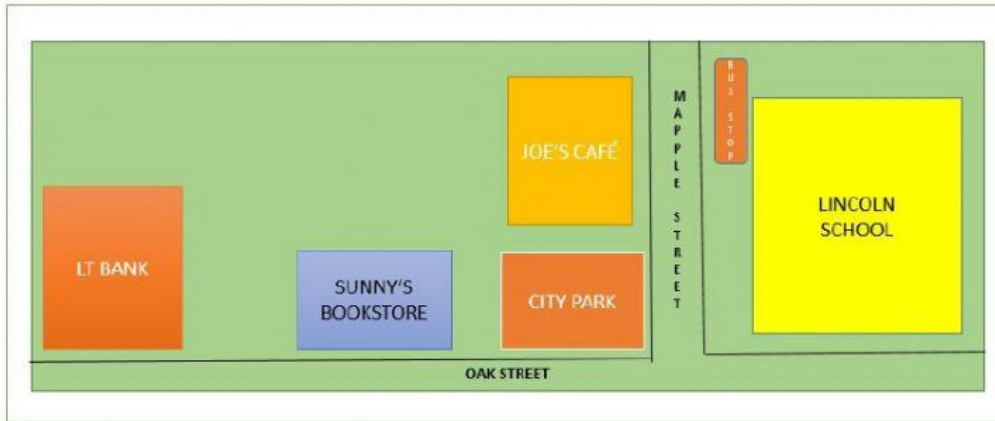 BUS STOP
JOE'S CAFÉ
MAPPLE STREET
LINCOLN
SCHOOL
LT BANK
SUNNY'S
BOOKSTORE
CITY PARK
OAK STREET